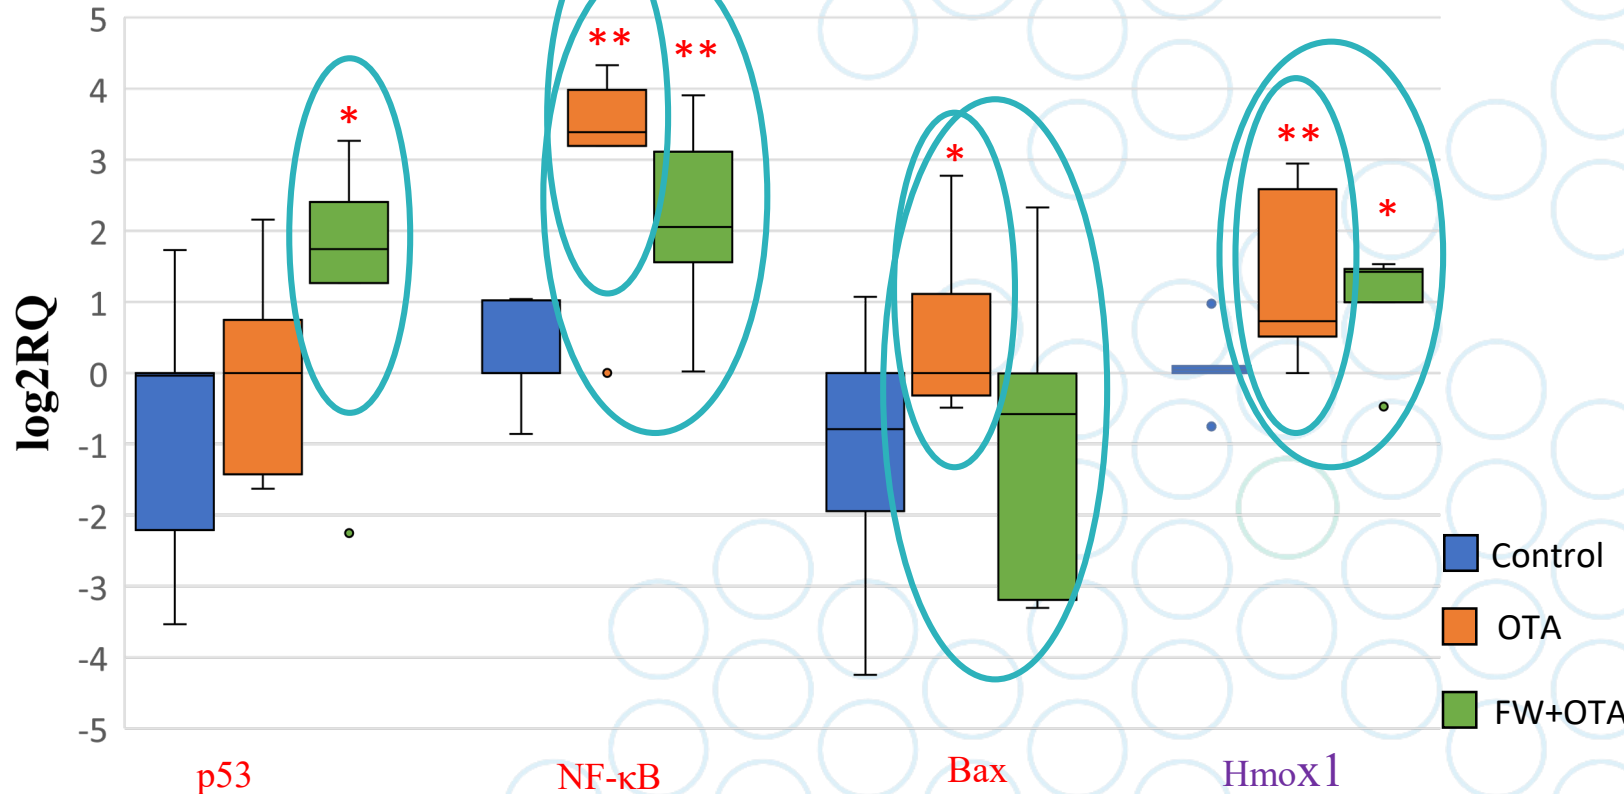 5
4
3
2
1
0
-1
-2
-3
-4
-5
log2RQ
*
**
**
*
**
*
Control
OTA
FW+OTA
p53
NF-κB
Bax
Hmox1